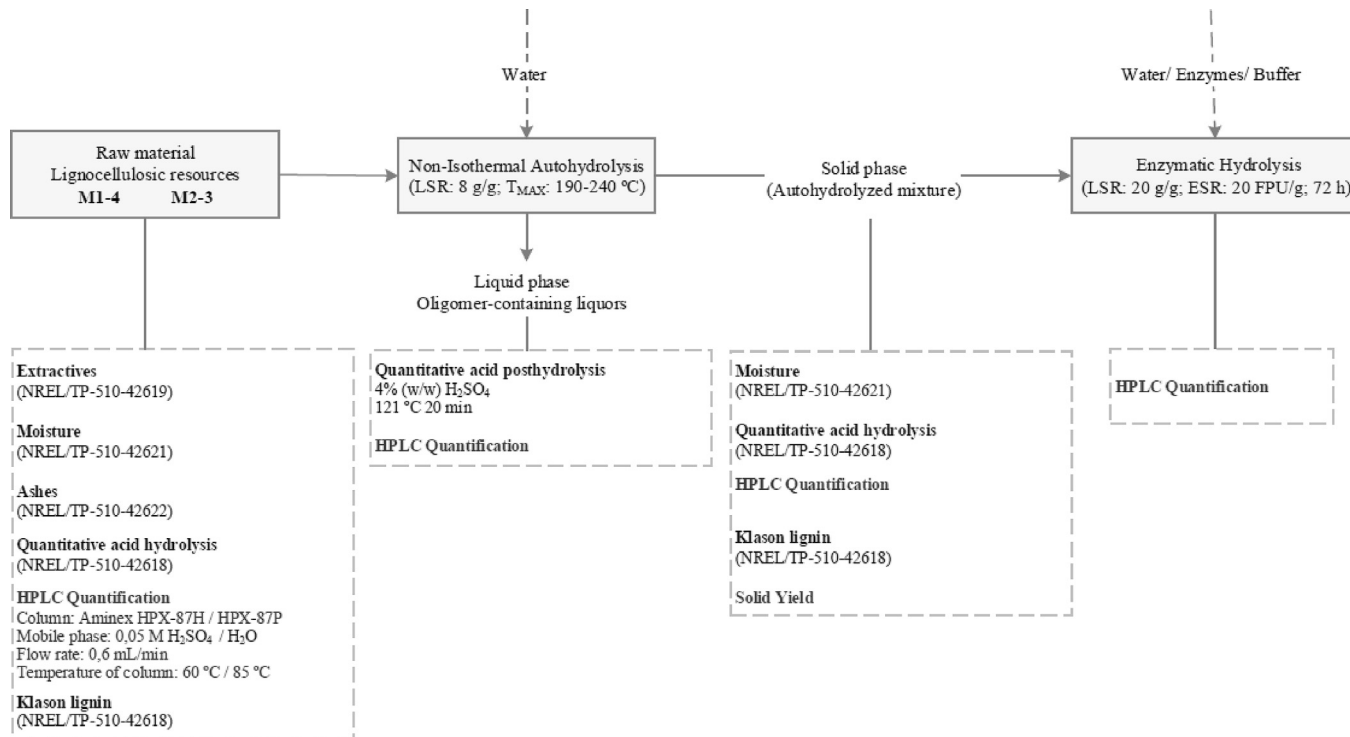 Water
Water/ Enzymes/ Buffer
Raw material
Lignocellulosic resources
M1-4 M2-3
Non-Isothermal Autohydrolysis
(LSR: 8 g/g; TMAX: 190-240 ºC)
Solid phase
(Autohydrolyzed mixture)
Enzymatic Hydrolysis
(LSR: 20 g/g; ESR: 20 FPU/g; 72 h)
Liquid phase
Oligomer-containing liquors
Extractives
(NREL/TP-510-42619)
Moisture
(NREL/TP-510-42621)
Ashes
(NREL/TP-510-42622)
Quantitative acid hydrolysis
(NREL/TP-510-42618)
HPLC Quantification
Column: Aminex HPX-87H / HPX-87P
Mobile phase: 0,05 M H₂SO₄ / H₂O
Flow rate: 0,6 mL/min
Temperature of column: 60 ºC / 85 ºC
Klason lignin
(NREL/TP-510-42618)
Quantitative acid posthydrolysis
4% (w/w) H₂SO₄
121 ºC 20 min
HPLC Quantification
Moisture
(NREL/TP-510-42621)
Quantitative acid hydrolysis
(NREL/TP-510-42618)
HPLC Quantification
Klason lignin
(NREL/TP-510-42618)
Solid Yield
HPLC Quantification